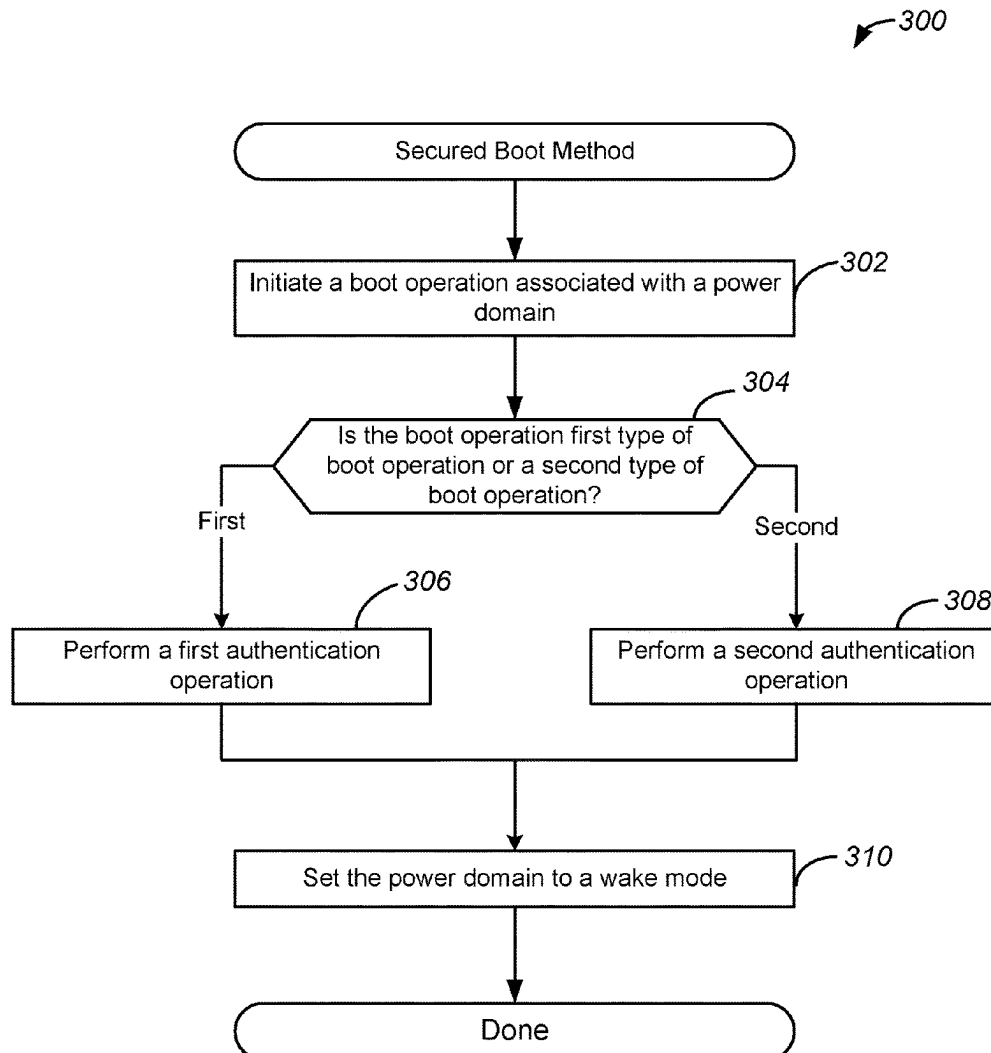 300
Secured Boot Method
Initiate a boot operation associated with a power
domain
302
304
Is the boot operation first type of
boot operation or a second type of
boot operation?
First
Second
306
308
Perform a first authentication
operation
Perform a second authentication
operation
Set the power domain to a wake mode
310
Done